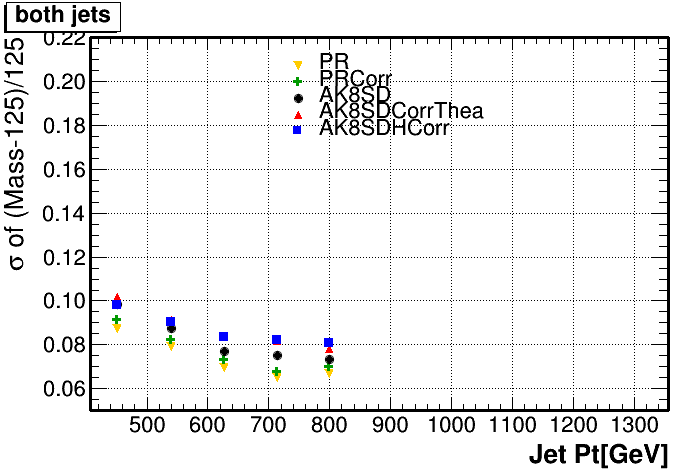 both jets
σ of (Mass-125)/125
0.22
0.20
0.18
0.16
0.14
0.12
0.10
0.08
0.06
PR
PRCorr
AK8SD
AK8SDCorrThea
AK8SDHCorr
500 600 700 800 900 1000 1100 1200 1300
Jet Pt[GeV]